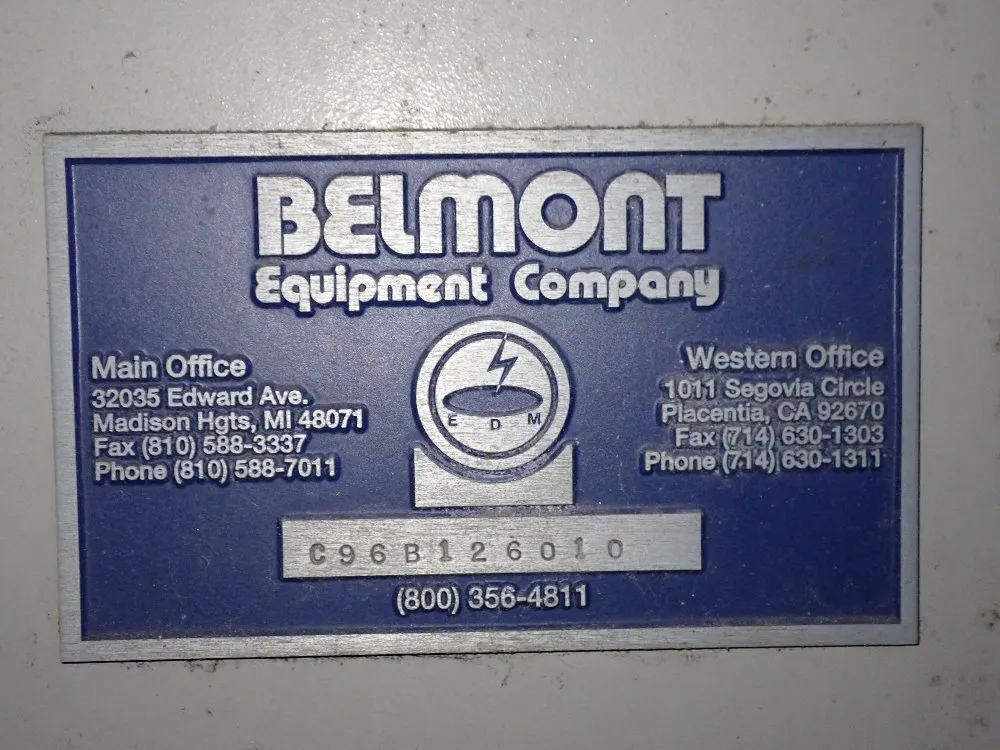 BELMONT
Equipment Company
Main Office
32035 Edward Ave.
Madison Hgts, MI 48071
Fax (810) 588-3337
Phone (810) 588-7011
E D M
Western Office
1011 Segovia Circle
Placentia, CA 92670
Fax (714) 630-1303
Phone (714) 630-1311
C96B126010
(800) 356-4811